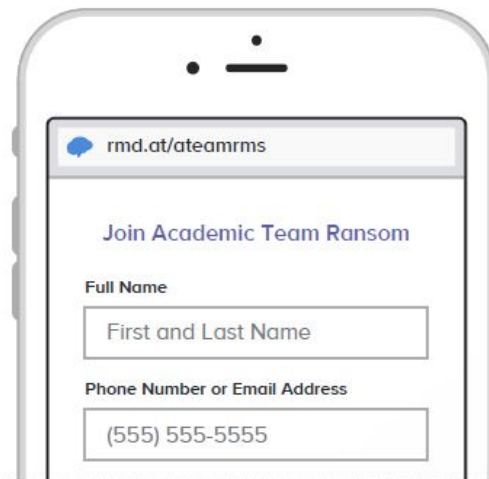 rmd.at/ateamrms
Join Academic Team Ransom
Full Name
First and Last Name
Phone Number or Email Address
(555) 555-5555